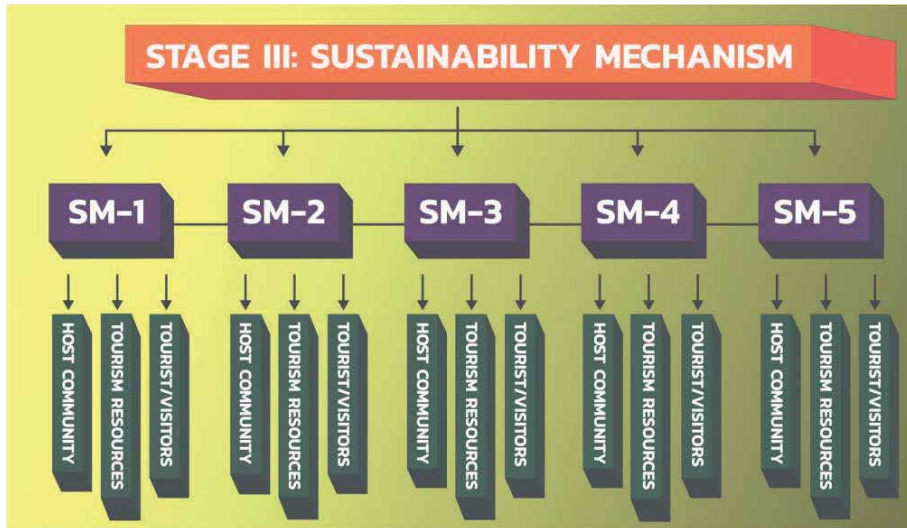 STAGE III: SUSTAINABILITY MECHANISM
SM-1
SM-2
SM-3
SM-4
SM-5
HOST COMMUNITY
TOURISM RESOURCES
TOURIST/VISITORS
HOST COMMUNITY
TOURISM RESOURCES
TOURIST/VISITORS
HOST COMMUNITY
TOURISM RESOURCES
TOURIST/VISITORS
HOST COMMUNITY
TOURISM RESOURCES
TOURIST/VISITORS
HOST COMMUNITY
TOURISM RESOURCES
TOURIST/VISITORS